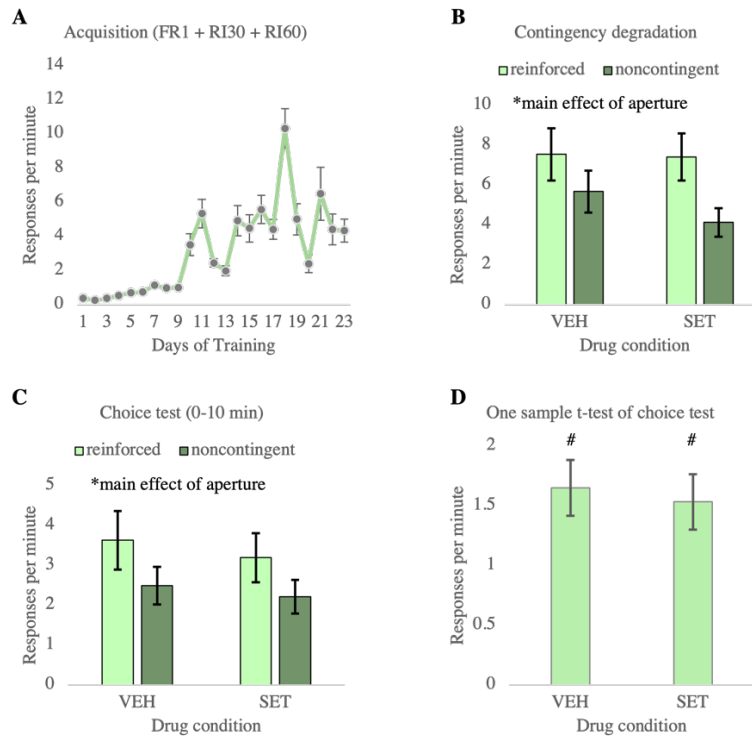 A
Acquisition (FR1 + RI30 + RI60)
Responses per minute
14
12
10
8
6
4
2
0
1 3 5 7 9 11 13 15 17 19 21 23
Days of Training
B
Contingency degradation
reinforced noncontingent
*main effect of aperture
Responses per minute
10
8
6
4
2
0
VEH SET
Drug condition
C
Choice test (0-10 min)
reinforced noncontingent
*main effect of aperture
Responses per minute
5
4
3
2
1
0
VEH SET
Drug condition
D
One sample t-test of choice test
Responses per minute
2
1.5
1
0.5
0
# #
VEH SET
Drug condition